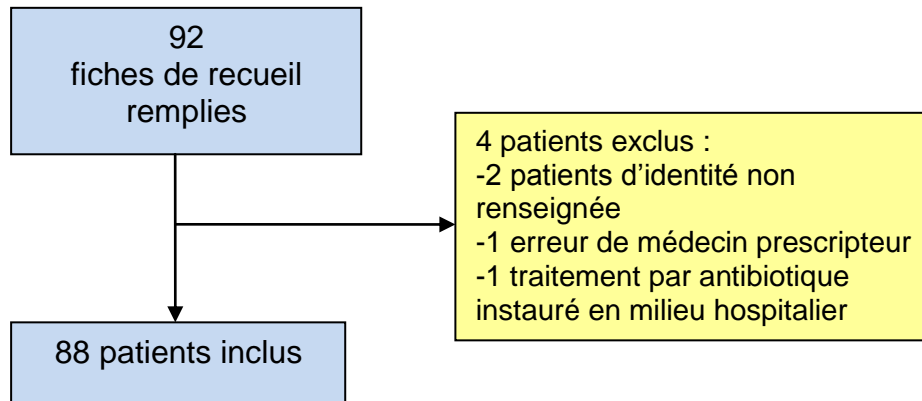 92
fiches de recueil
remplies
4 patients exclus :
-2 patients d'identité non
renseignée
-1 erreur de médecin prescripteur
-1 traitement par antibiotique
instauré en milieu hospitalier
88 patients inclus